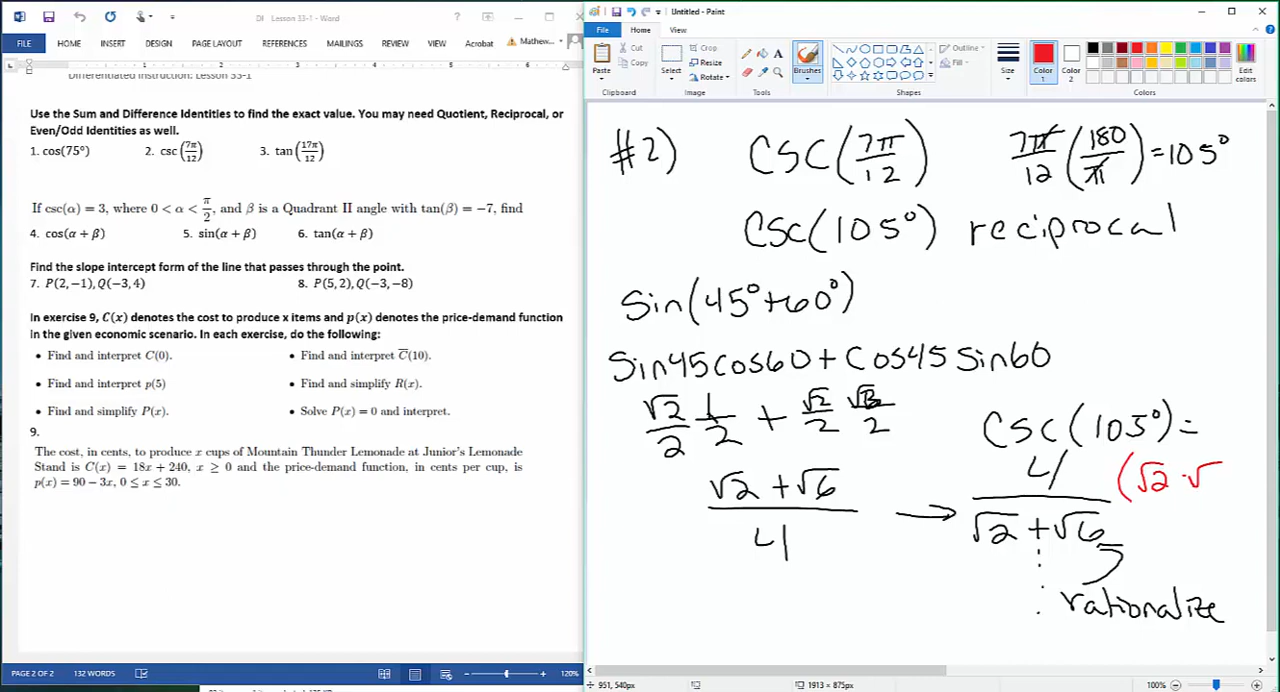 DI Lesson 33-1 - Word
FILE HOME INSERT DESIGN PAGE LAYOUT REFERENCES MAILINGS REVIEW VIEW Acrobat Mathew...
Differentiated Instruction: Lesson 33-1
Use the Sum and Difference Identities to find the exact value. You may need Quotient, Reciprocal, or
Even/Odd Identities as well.
1. cos(75°) 2. csc (7π/12) 3. tan (17π/12)
If csc(α) = 3, where 0 < α < π/2, and β is a Quadrant II angle with tan(β) = −7, find
4. cos(α + β) 5. sin(α + β) 6. tan(α + β)
Find the slope intercept form of the line that passes through the point.
7. P(2, −1), Q(−3, 4) 8. P(5, 2), Q(−3, −8)
In exercise 9, C(x) denotes the cost to produce x items and p(x) denotes the price-demand function
in the given economic scenario. In each exercise, do the following:
• Find and interpret C(0). • Find and interpret C̅(10).
• Find and interpret p(5) • Find and simplify R(x).
• Find and simplify P(x). • Solve P(x) = 0 and interpret.
9.
The cost, in cents, to produce x cups of Mountain Thunder Lemonade at Junior's Lemonade
Stand is C(x) = 18x + 240, x ≥ 0 and the price-demand function, in cents per cup, is
p(x) = 90 − 3x, 0 ≤ x ≤ 30.
PAGE 2 OF 2 132 WORDS 120%
Untitled - Paint
File Home View
Paste Cut Copy Select Crop Resize Rotate Brushes Outline Fill Size Color 1 Color 2 Edit colors
Clipboard Image Tools Shapes Colors
#2) CSC(7π/12) 7π/12 (180/π) = 105°
CSC(105°) reciprocal
Sin(45°+60°)
Sin45cos60 + Cos45 Sin60
√2/2 1/2 + √2/2 √3/2
CSC(105°) =
√2 + √6 / 4 → 4 / √2 + √6 (√2 · √
rationalize
951, 540px 1913 × 875px 100%